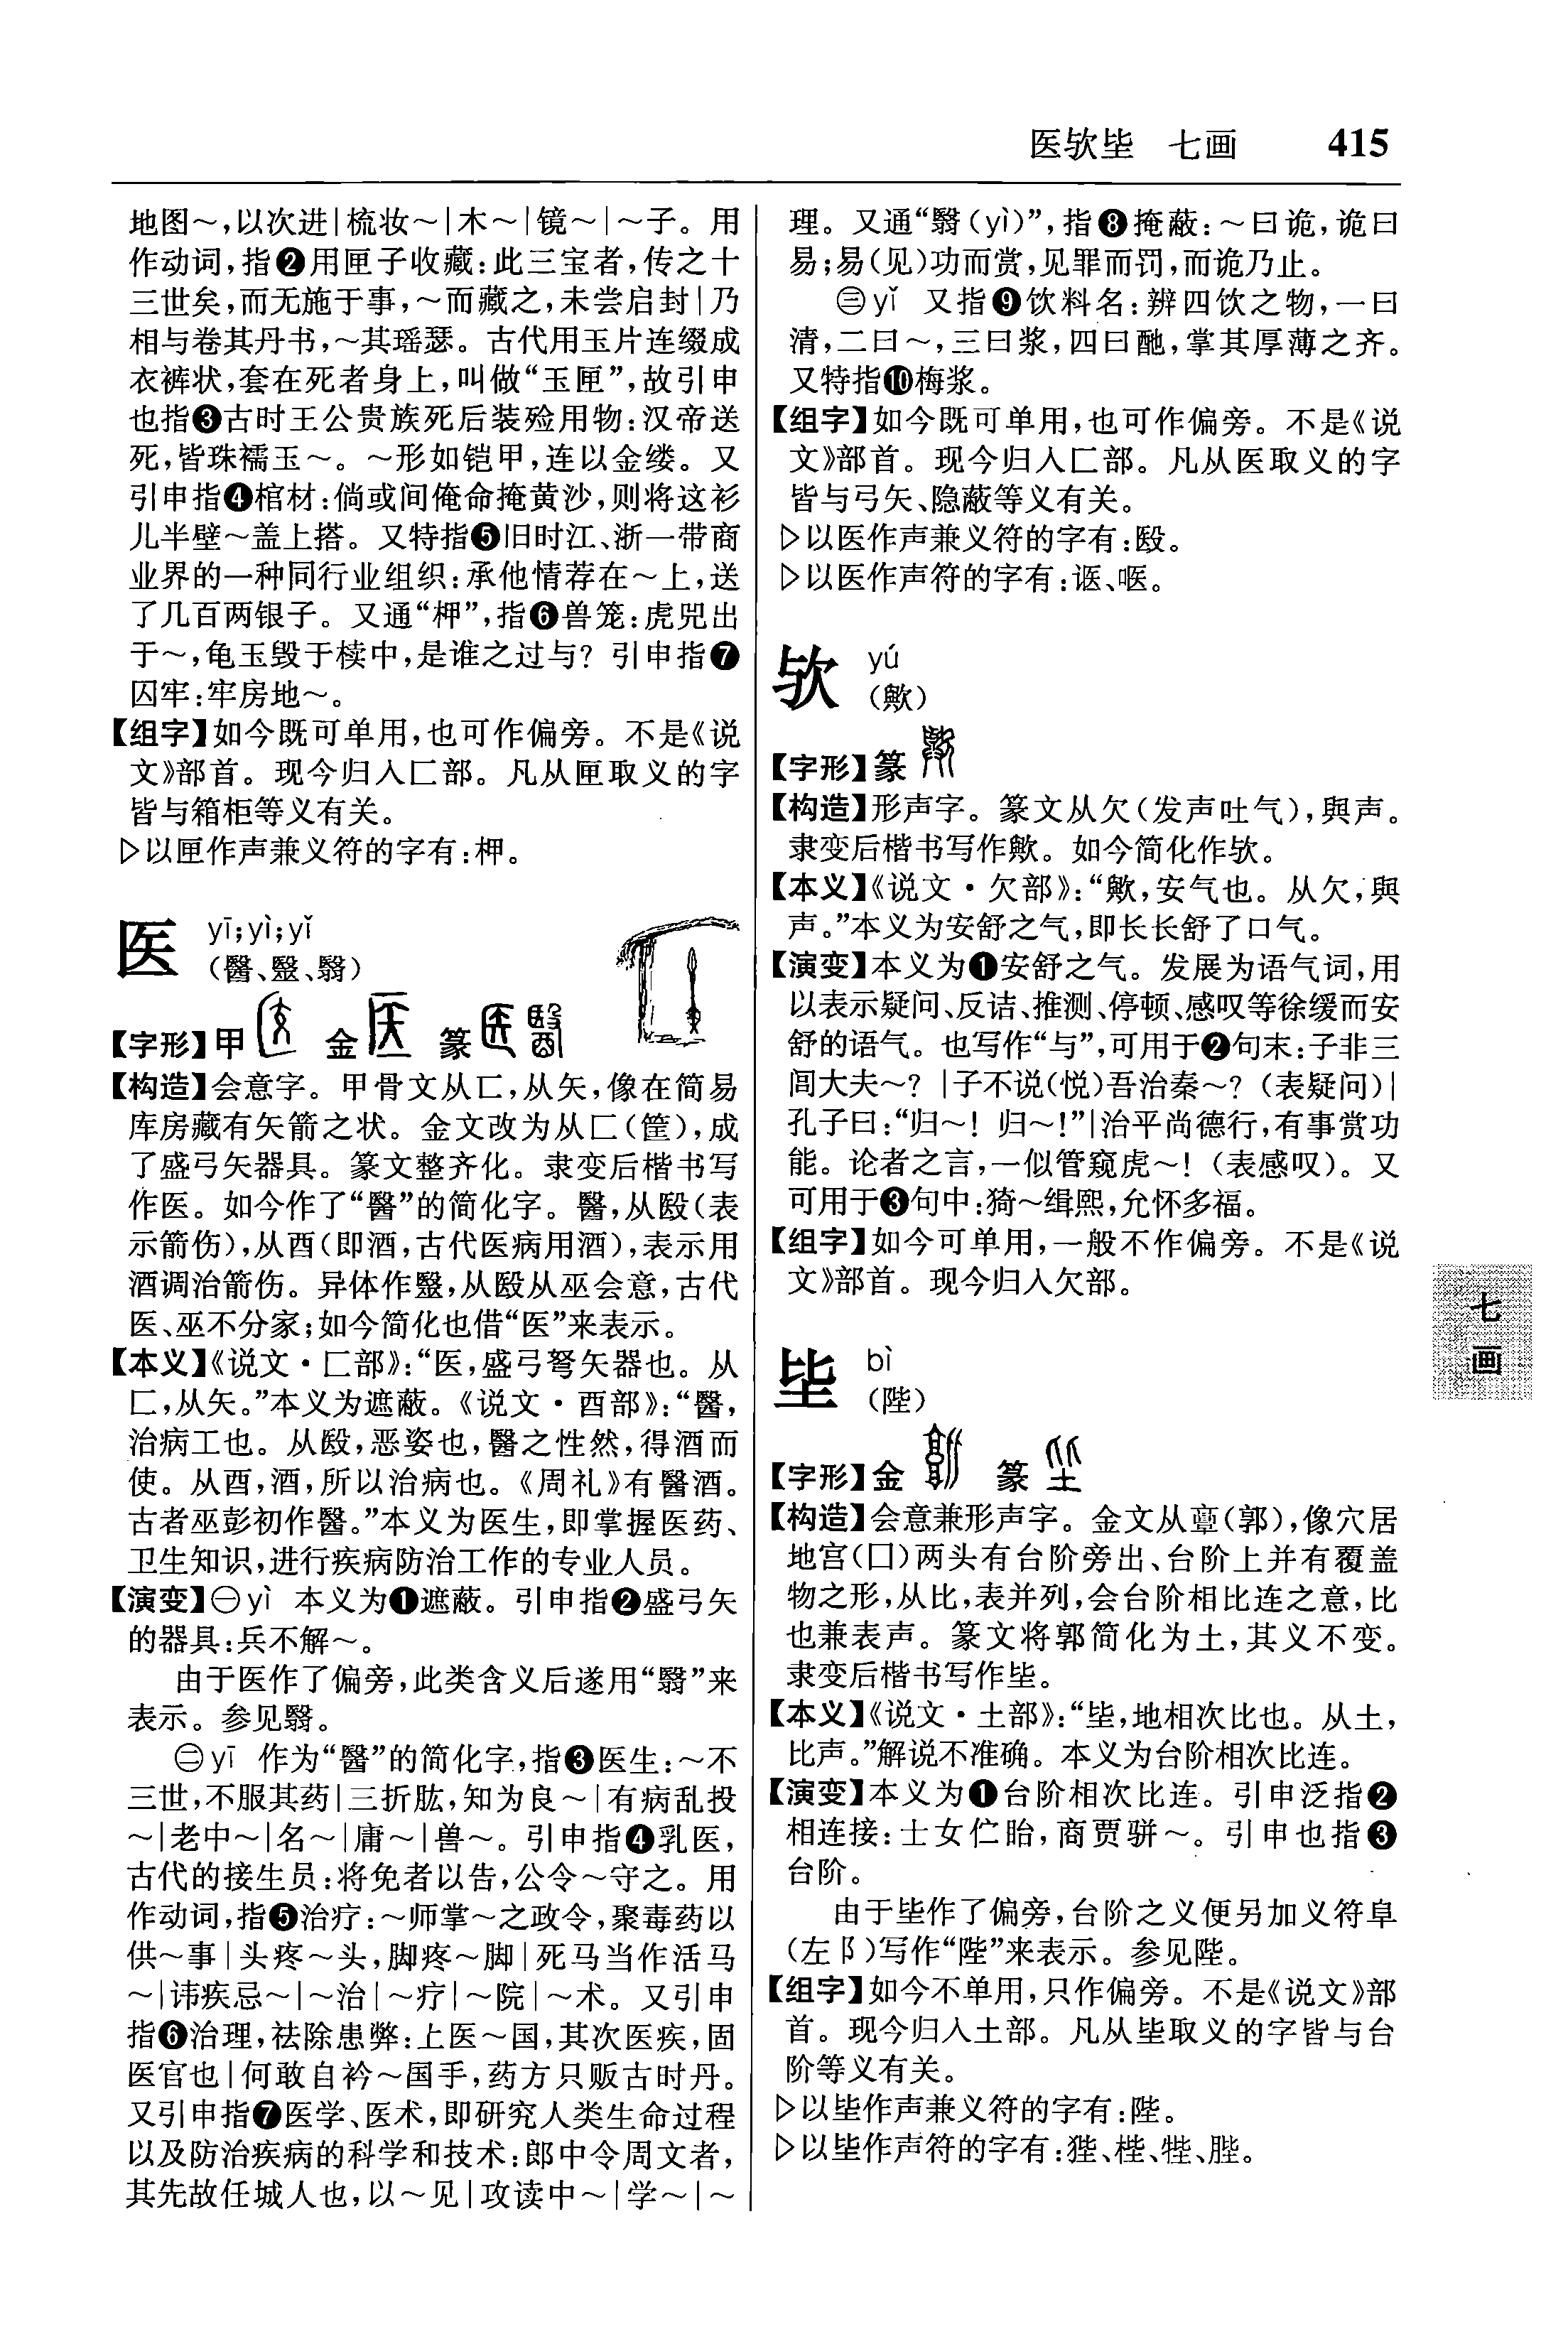 医欤坒 七画 415
地图～,以次进|梳妆～|木～|镜～|～子。用
作动词,指❷用匣子收藏:此三宝者,传之十
三世矣,而无施于事,～而藏之,未尝启封|乃
相与卷其丹书,～其瑶瑟。古代用玉片连缀成
衣裤状,套在死者身上,叫做“玉匣”,故引申
也指❸古时王公贵族死后装殓用物:汉帝送
死,皆珠襦玉～。～形如铠甲,连以金缕。又
引申指❹棺材:倘或间俺命掩黄沙,则将这衫
儿半壁～盖上搭。又特指❺旧时江、浙一带商
业界的一种同行业组织:承他情荐在～上,送
了几百两银子。又通“柙”,指❻兽笼:虎兕出
于～,龟玉毁于椟中,是谁之过与? 引申指❼
囚牢:牢房地～。
【组字】如今既可单用,也可作偏旁。不是《说
文》部首。现今归入匚部。凡从匣取义的字
皆与箱柜等义有关。
▷以匣作声兼义符的字有:柙。
医 yī;yì;yǐ
(醫、毉、翳)
【字形】甲 金 篆
【构造】会意字。甲骨文从匚,从矢,像在简易
库房藏有矢箭之状。金文改为从匚(筐),成
了盛弓矢器具。篆文整齐化。隶变后楷书写
作医。如今作了“醫”的简化字。醫,从殹(表
示箭伤),从酉(即酒,古代医病用酒),表示用
酒调治箭伤。异体作毉,从殹从巫会意,古代
医、巫不分家;如今简化也借“医”来表示。
【本义】《说文·匚部》:“医,盛弓弩矢器也。从
匚,从矢。”本义为遮蔽。《说文·酉部》:“醫,
治病工也。从殹,恶姿也,醫之性然,得酒而
使。从酉,酒,所以治病也。《周礼》有醫酒。
古者巫彭初作醫。”本义为医生,即掌握医药、
卫生知识,进行疾病防治工作的专业人员。
【演变】㊀yì 本义为❶遮蔽。引申指❷盛弓矢
的器具:兵不解～。
由于医作了偏旁,此类含义后遂用“翳”来
表示。参见翳。
㊁yī 作为“醫”的简化字,指❸医生:～不
三世,不服其药|三折肱,知为良～|有病乱投
～|老中～|名～|庸～|兽～。引申指❹乳医,
古代的接生员:将免者以告,公令～守之。用
作动词,指❺治疗:～师掌～之政令,聚毒药以
供～事|头疼～头,脚疼～脚|死马当作活马
～|讳疾忌～|～治|～疗|～院|～术。又引申
指❻治理,祛除患弊:上医～国,其次医疾,固
医官也|何敢自衿～国手,药方只贩古时丹。
又引申指❼医学、医术,即研究人类生命过程
以及防治疾病的科学和技术:郎中令周文者,
其先故任城人也,以～见|攻读中～|学～|～
理。又通“翳(yì)”,指❽掩蔽:～曰诡,诡曰
易;易(见)功而赏,见罪而罚,而诡乃止。
㊂yǐ 又指❾饮料名:辨四饮之物,一曰
清,二曰～,三曰浆,四曰酏,掌其厚薄之齐。
又特指❿梅浆。
【组字】如今既可单用,也可作偏旁。不是《说
文》部首。现今归入匚部。凡从医取义的字
皆与弓矢、隐蔽等义有关。
▷以医作声兼义符的字有:殹。
▷以医作声符的字有:𧧝、呕。
欤 yú
(歟)
【字形】篆
【构造】形声字。篆文从欠(发声吐气),與声。
隶变后楷书写作歟。如今简化作欤。
【本义】《说文·欠部》:“歟,安气也。从欠,與
声。”本义为安舒之气,即长长舒了口气。
【演变】本义为❶安舒之气。发展为语气词,用
以表示疑问、反诘、推测、停顿、感叹等徐缓而安
舒的语气。也写作“与”,可用于❷句末:子非三
闾大夫～? |子不说(悦)吾治秦～? (表疑问)|
孔子曰:“归～! 归～!”|治平尚德行,有事赏功
能。论者之言,一似管窥虎～! (表感叹)。又
可用于❸句中:猗～缉熙,允怀多福。
【组字】如今可单用,一般不作偏旁。不是《说
文》部首。现今归入欠部。
坒 bì
(陛)
【字形】金 篆
【构造】会意兼形声字。金文从𩫖(郭),像穴居
地宫(囗)两头有台阶旁出、台阶上并有覆盖
物之形,从比,表并列,会台阶相比连之意,比
也兼表声。篆文将郭简化为土,其义不变。
隶变后楷书写作坒。
【本义】《说文·土部》:“坒,地相次比也。从土,
比声。”解说不准确。本义为台阶相次比连。
【演变】本义为❶台阶相次比连。引申泛指❷
相连接:士女伫眙,商贾骈～。引申也指❸
台阶。
由于坒作了偏旁,台阶之义便另加义符阜
(左阝)写作“陛”来表示。参见陛。
【组字】如今不单用,只作偏旁。不是《说文》部
首。现今归入土部。凡从坒取义的字皆与台
阶等义有关。
▷以坒作声兼义符的字有:陛。
▷以坒作声符的字有:狴、梐、㹃、䏶。
七
画